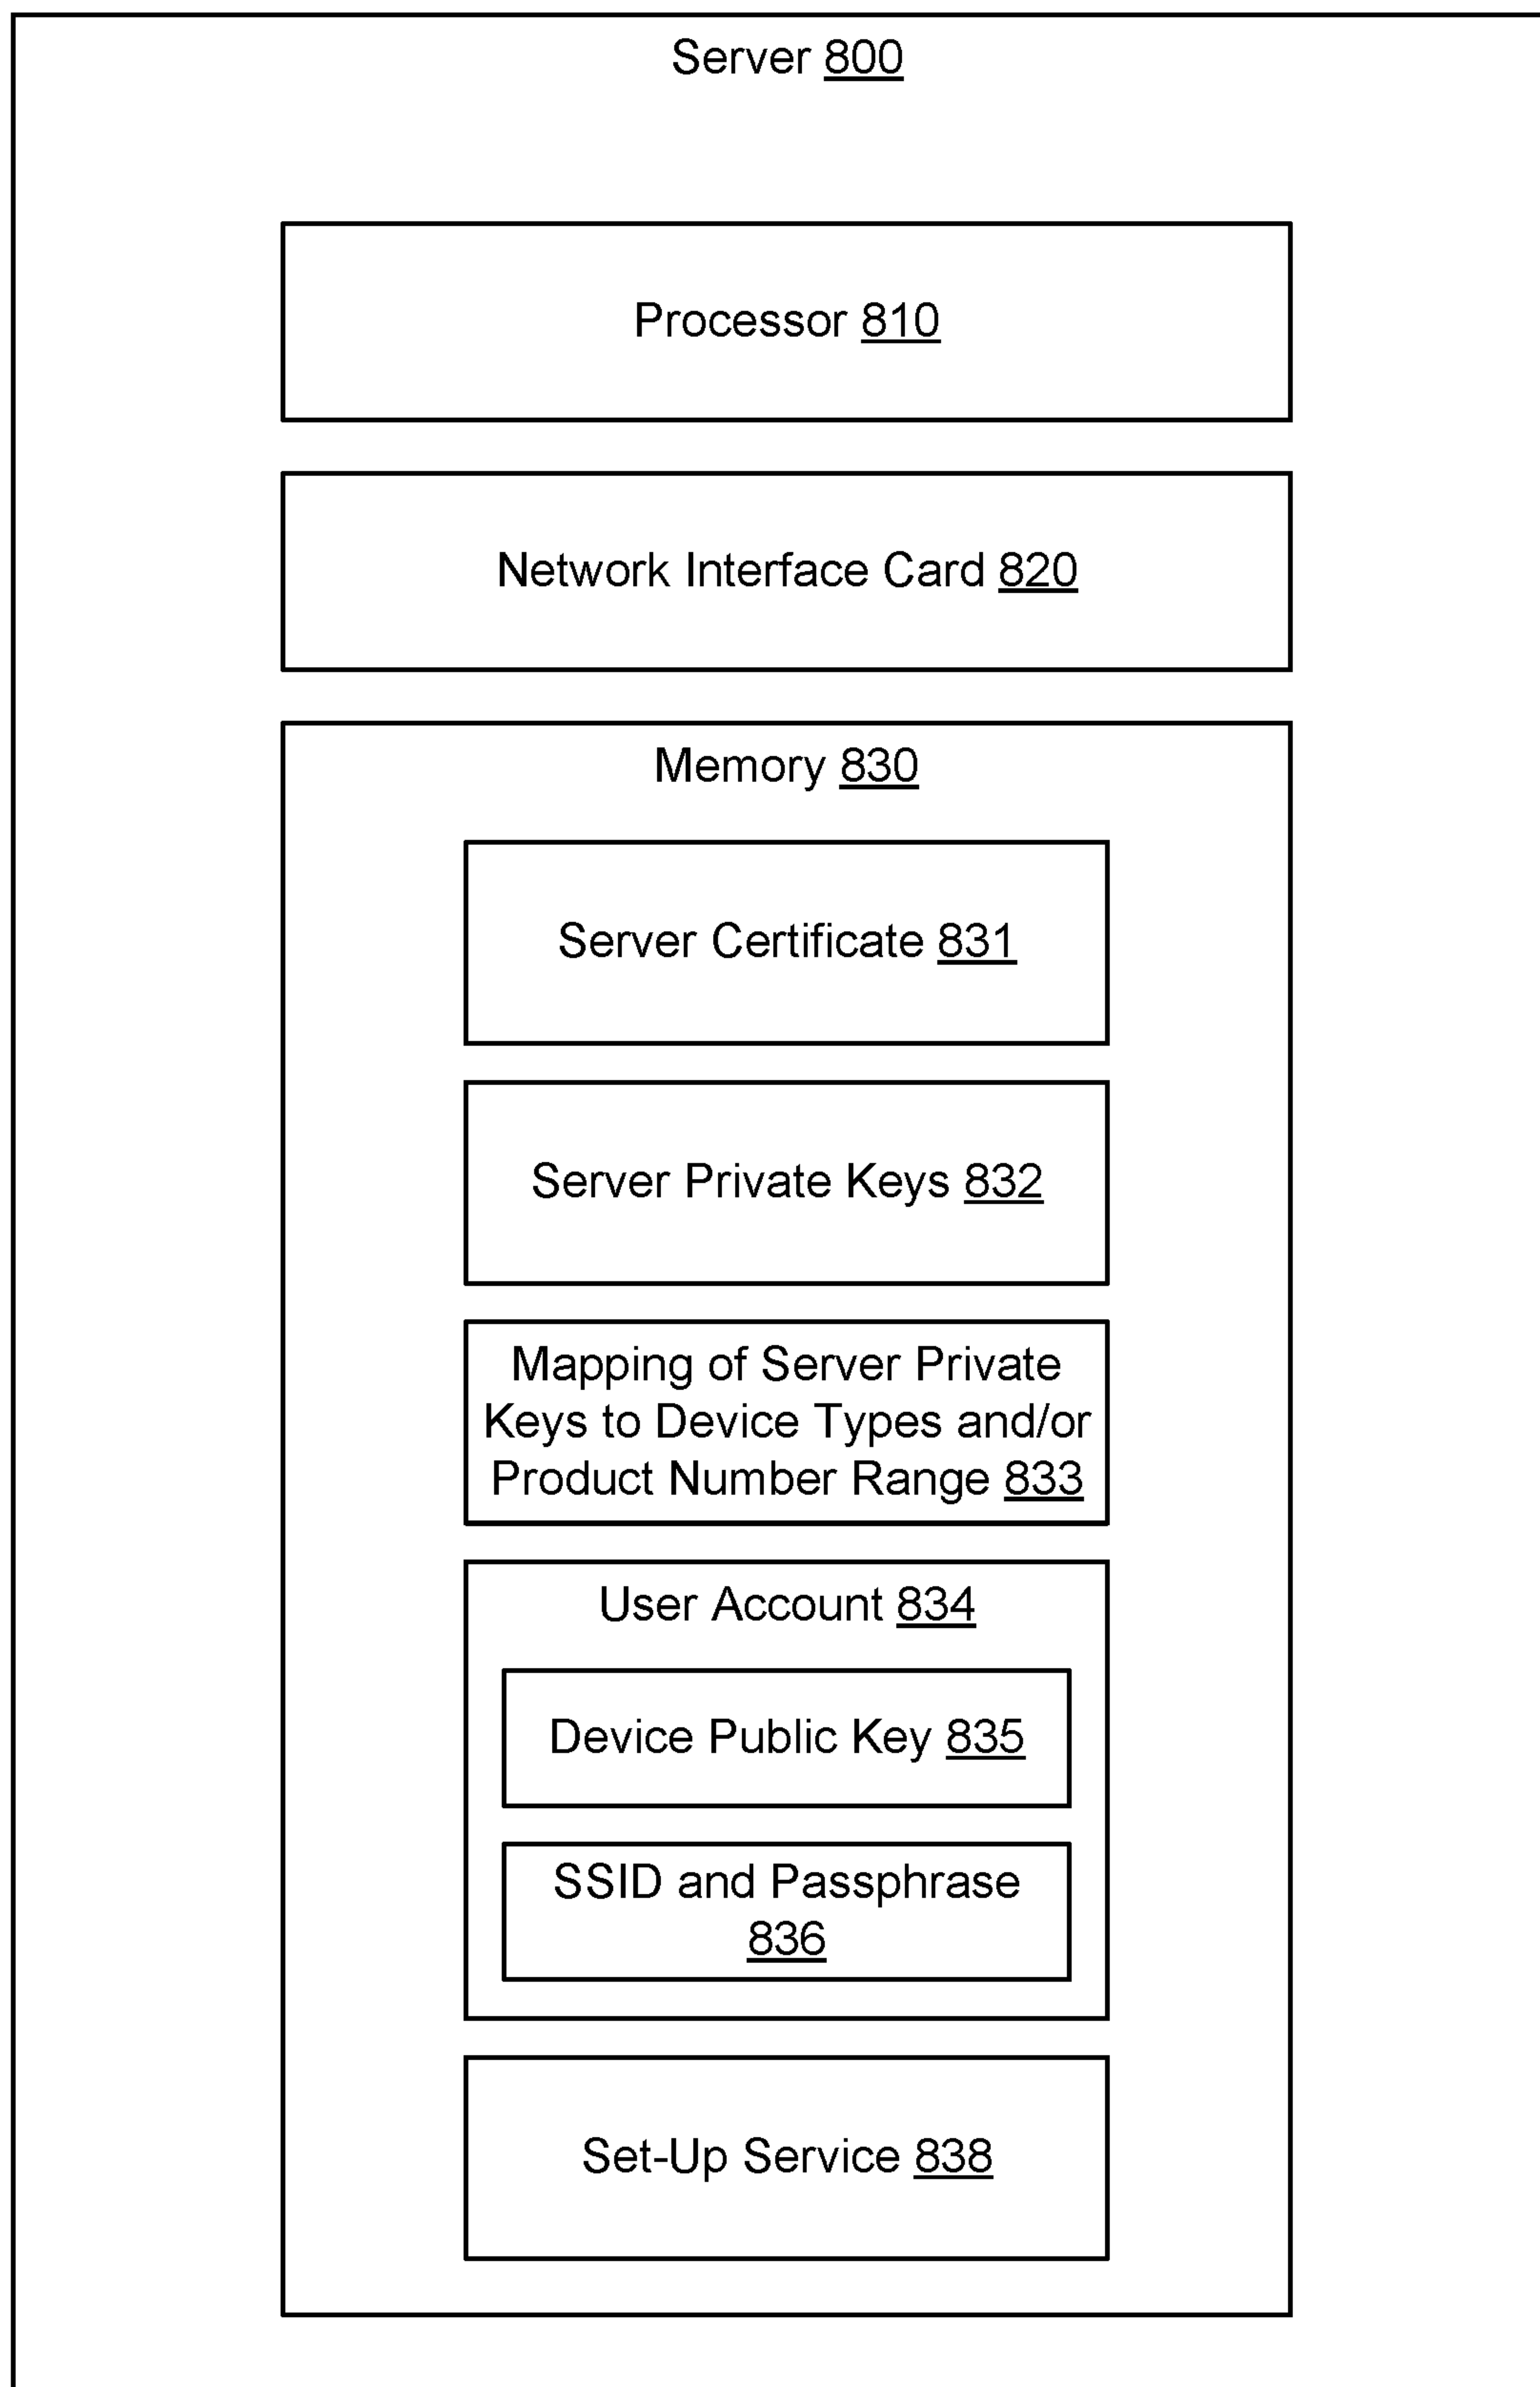 Server 800
Processor 810
Network Interface Card 820
Memory 830
Server Certificate 831
Server Private Keys 832
Mapping of Server Private
Keys to Device Types and/or
Product Number Range 833
User Account 834
Device Public Key 835
SSID and Passphrase
836
Set-Up Service 838